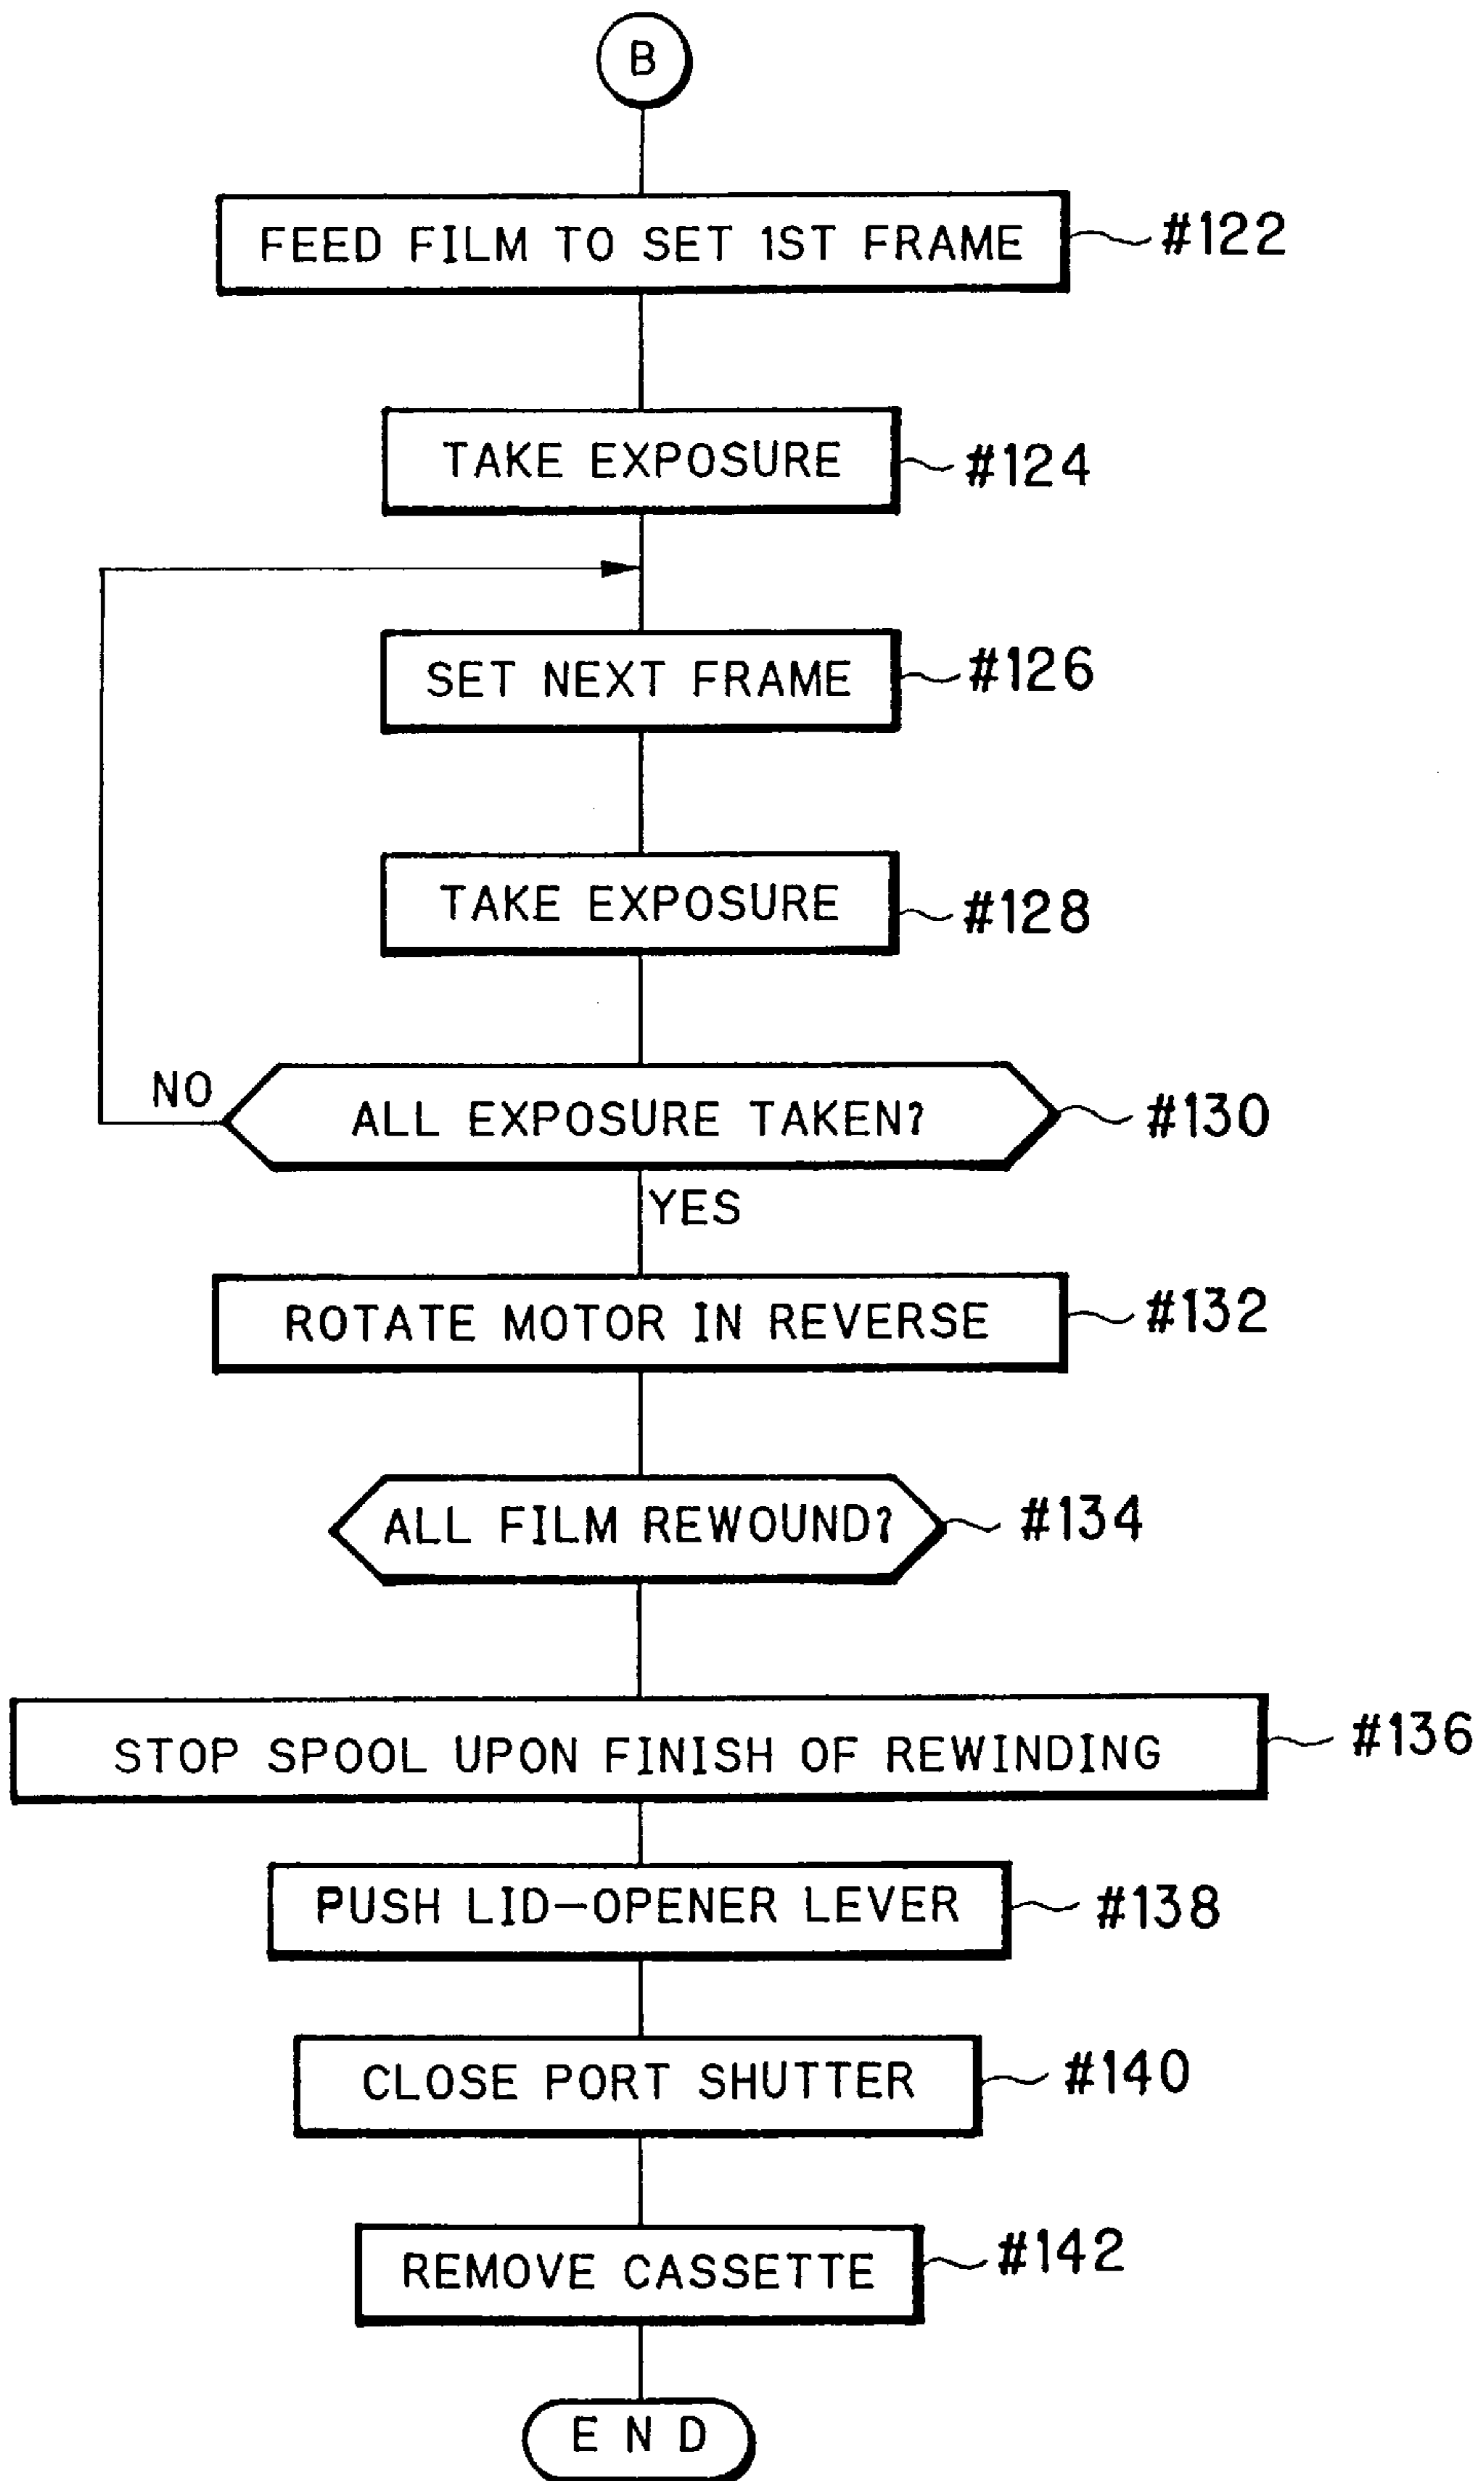 B
FEED FILM TO SET 1ST FRAME #122
TAKE EXPOSURE #124
SET NEXT FRAME #126
TAKE EXPOSURE #128
NO
ALL EXPOSURE TAKEN? #130
YES
ROTATE MOTOR IN REVERSE #132
ALL FILM REWOUND? #134
STOP SPOOL UPON FINISH OF REWINDING #136
PUSH LID-OPENER LEVER #138
CLOSE PORT SHUTTER #140
REMOVE CASSETTE #142
END